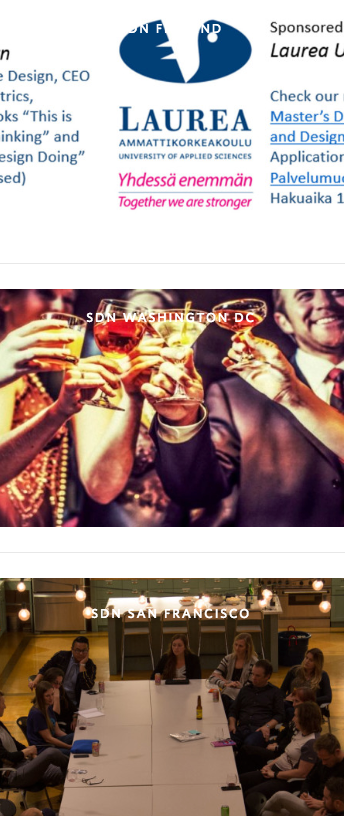 Sponsored
Laurea U
e Design, CEO
trics,
oks “This is
inking” and
esign Doing”
sed)
LAUREA
AMMATTIKORKEAKOULU
UNIVERSITY OF APPLIED SCIENCES
Yhdessä enemmän
Together we are stronger
Check our
Master’s D
and Design
Application
Palvelumuo
Hakuaika 1
SDN WASHINGTON DC
SDN SAN FRANCISCO